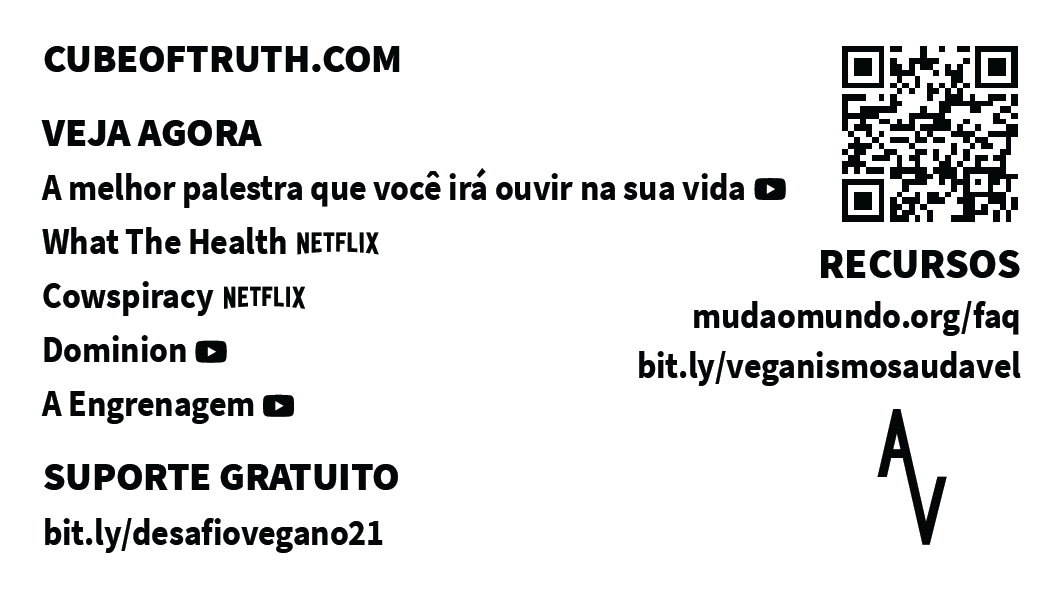 CUBEOFTRUTH.COM
VEJA AGORA
A melhor palestra que você irá ouvir na sua vida
What The Health NETFLIX
Cowspiracy NETFLIX
Dominion
A Engrenagem
SUPORTE GRATUITO
bit.ly/desafiovegano21
RECURSOS
mudaomundo.org/faq
bit.ly/veganismosaudavel
AV